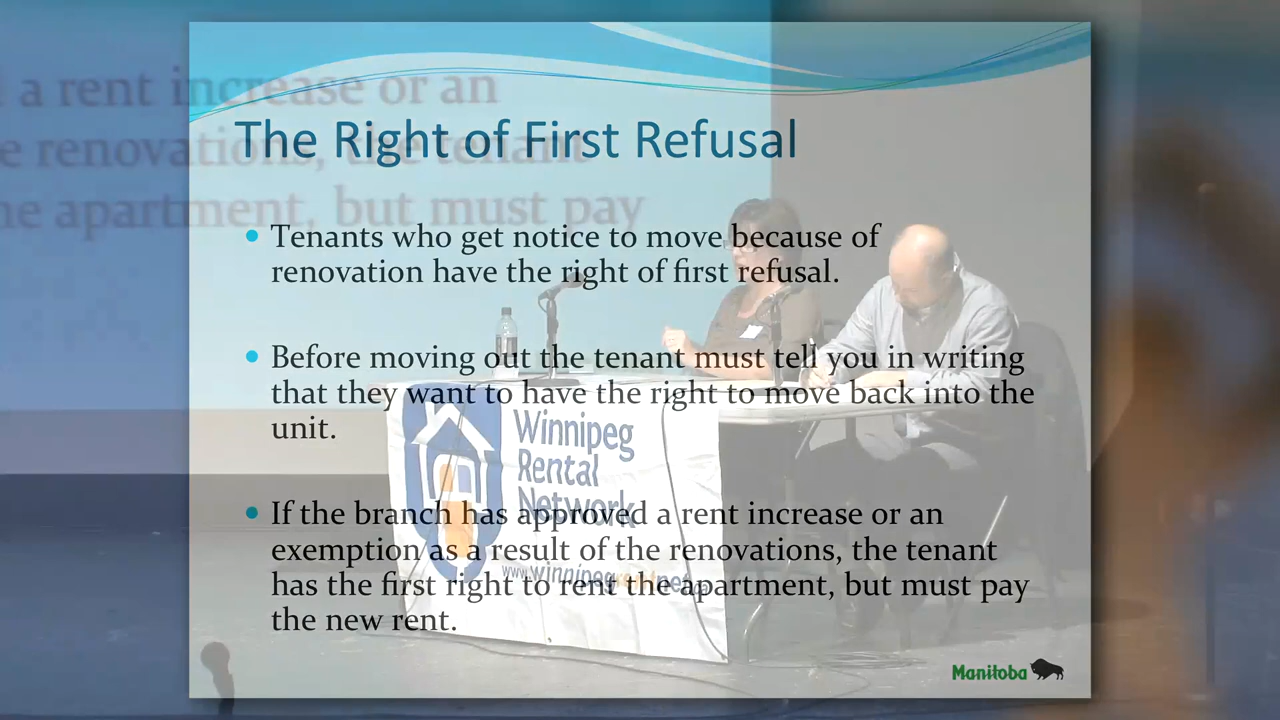 The Right of First Refusal
Tenants who get notice to move because of
renovation have the right of first refusal.
Before moving out the tenant must tell you in writing
that they want to have the right to move back into the
unit.
If the branch has approved a rent increase or an
exemption as a result of the renovations, the tenant
has the first right to rent the apartment, but must pay
the new rent.
Manitoba
a rent increase or an
renovations, the tenant
apartment, but must pay
Winnipeg
Rental
Network